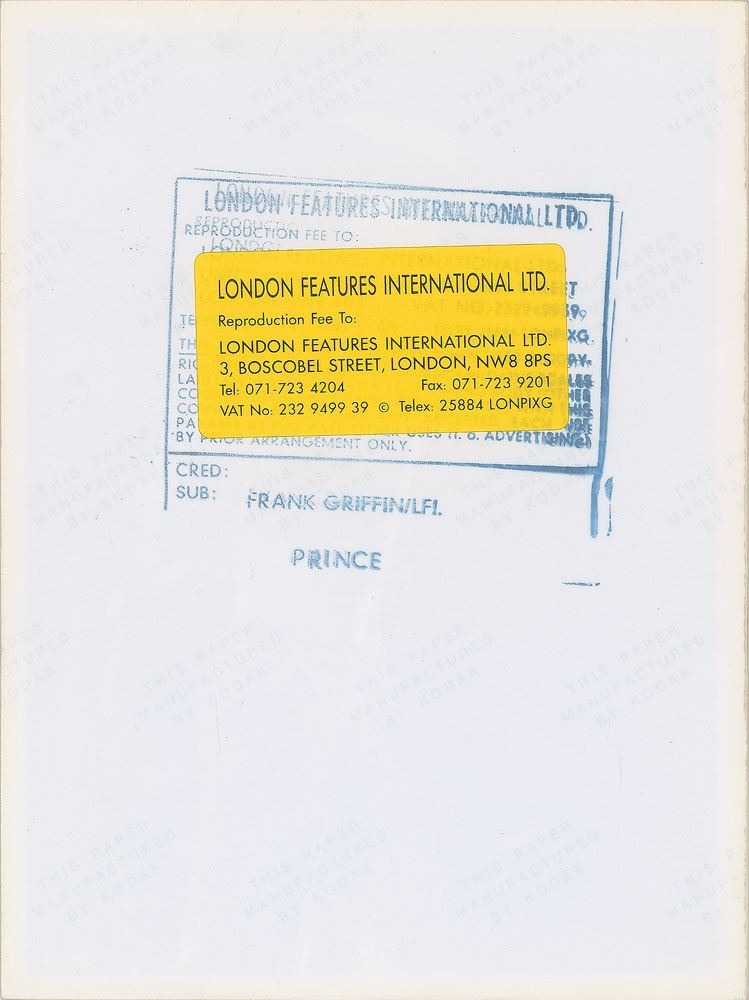 LONDON FEATURES INTERNATIONAL LTD.
REPRODUCTION FEE TO:
LONDON FEATURES INTERNATIONAL LTD.
Reproduction Fee To:
LONDON FEATURES INTERNATIONAL LTD.
3, BOSCOBEL STREET, LONDON, NW8 8PS
Tel: 071-723 4204 Fax: 071-723 9201
VAT No: 232 9499 39 © Telex: 25884 LONPIXG
BY PRIOR ARRANGEMENT ONLY.
CRED:
SUB: FRANK GRIFFIN/LFI.
PRINCE
THIS PAPER
MANUFACTURED
BY KODAK